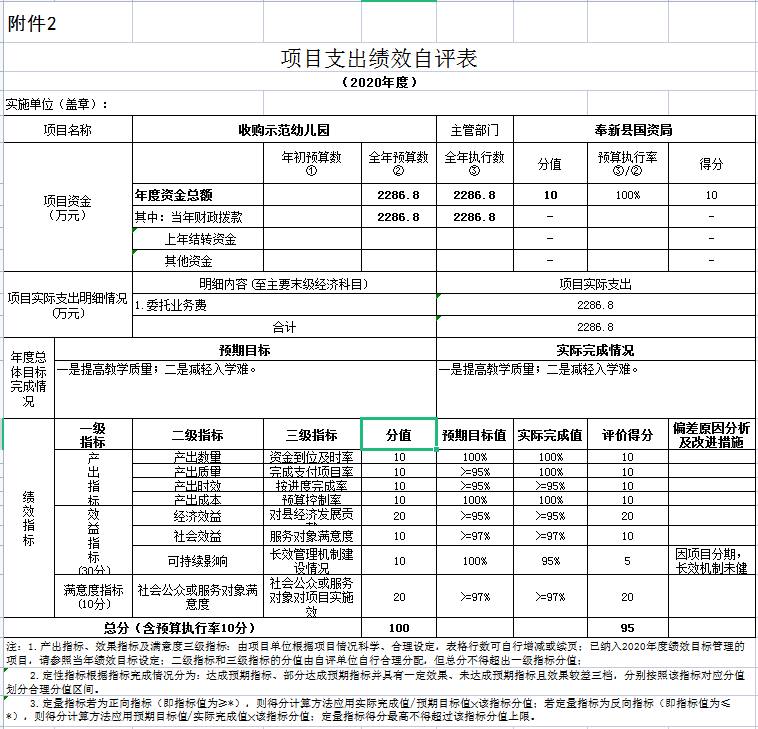 附件2
项目支出绩效自评表
（2020年度）
实施单位（盖章）：
项目名称 收购示范幼儿园 主管部门 奉新县国资局
项目资金（万元） 年初预算数① 全年预算数② 全年执行数③ 分值 预算执行率③/② 得分
年度资金总额 2286.8 2286.8 10 100% 10
其中：当年财政拨款 2286.8 2286.8 - -
上年结转资金 - -
其他资金 - -
项目实际支出明细情况（万元） 明细内容(至主要末级经济科目) 项目实际支出
1.委托业务费 2286.8
合计 2286.8
年度总体目标完成情况 预期目标 实际完成情况
一是提高教学质量；二是减轻入学难。 一是提高教学质量；二是减轻入学难。
绩效指标 一级指标 二级指标 三级指标 分值 预期目标值 实际完成值 评价得分 偏差原因分析及改进措施
产出指标 产出数量 资金到位及时率 10 100% 100% 10
产出质量 完成支付项目率 10 >=95% 100% 10
产出时效 按进度完成率 10 >=95% >=95% 10
产出成本 预算控制率 10 100% 100% 10
效益指标(30分) 经济效益 对县经济发展贡 20 >=95% >=95% 20
社会效益 服务对象满意度 10 >=97% >=97% 10
可持续影响 长效管理机制建设情况 10 100% 95% 5 因项目分期，长效机制未健
满意度指标(10分) 社会公众或服务对象满意度 社会公众或服务对象对项目实施效 20 >=97% >=97% 20
总分（含预算执行率10分） 100 95
注：1.产出指标、效果指标及满意度三级指标：由项目单位根据项目情况科学、合理设定，表格行数可自行增减或续页；已纳入2020年度绩效目标管理的
项目，请参照当年绩效目标设定；二级指标和三级指标的分值由自评单位自行合理分配，但总分不得超出一级指标分值；
2.定性指标根据指标完成情况分为：达成预期指标、部分达成预期指标并具有一定效果、未达成预期指标且效果较差三档，分别按照该指标对应分值
划分合理分值区间。
3.定量指标若为正向指标（即指标值为≥*），则得分计算方法应用实际完成值/预期目标值×该指标分值；若定量指标为反向指标（即指标值为≤
*），则得分计算方法应用预期目标值/实际完成值×该指标分值；定量指标得分最高不得超过该指标分值上限。